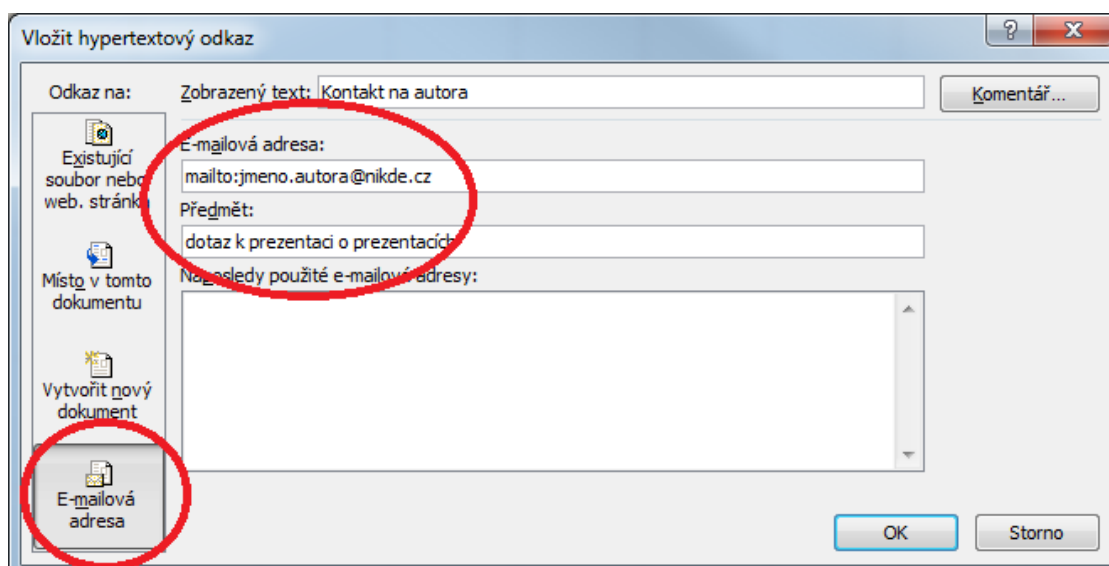 Vložit hypertextový odkaz
Odkaz na:
Zobrazený text: Kontakt na autora
Komentář...
Existující
soubor nebo
web. stránka
Místo v tomto
dokumentu
Vytvořit nový
dokument
E-mailová
adresa
E-mailová adresa:
mailto:jmeno.autora@nikde.cz
Předmět:
dotaz k prezentaci o prezentacích
Naposledy použité e-mailové adresy:
OK
Storno